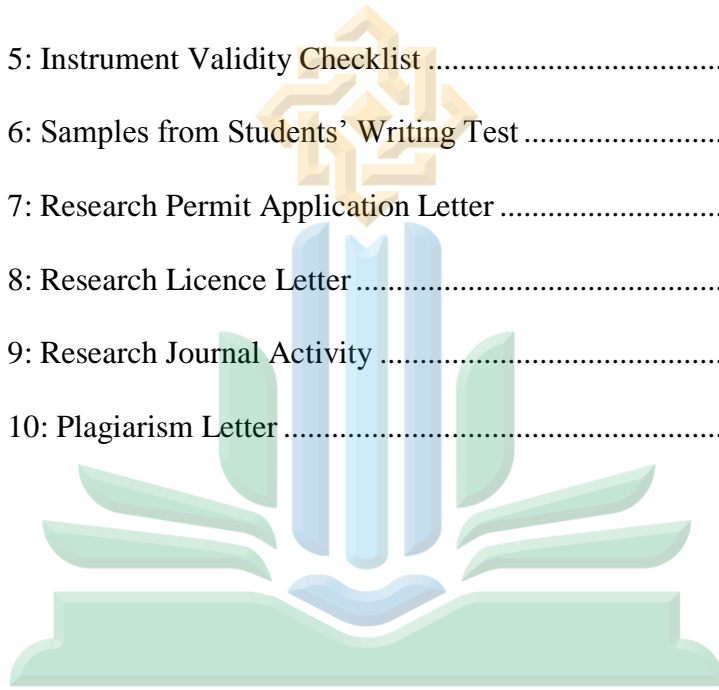 5: Instrument Validity Checklist ....................................
6: Samples from Students’ Writing Test ........................
7: Research Permit Application Letter ...........................
8: Research Licence Letter .............................................
9: Research Journal Activity ..........................................
10: Plagiarism Letter ......................................................